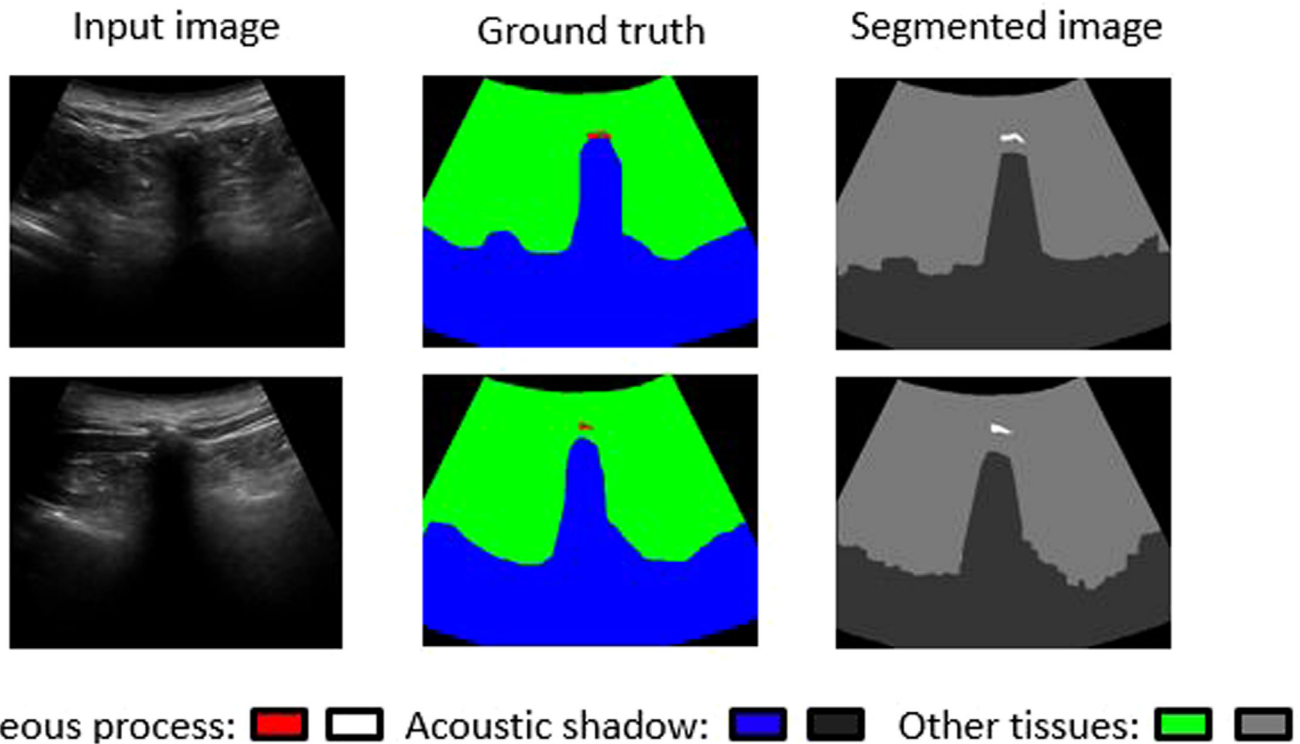 Input image
Ground truth
Segmented image
eous process:
Acoustic shadow:
Other tissues: